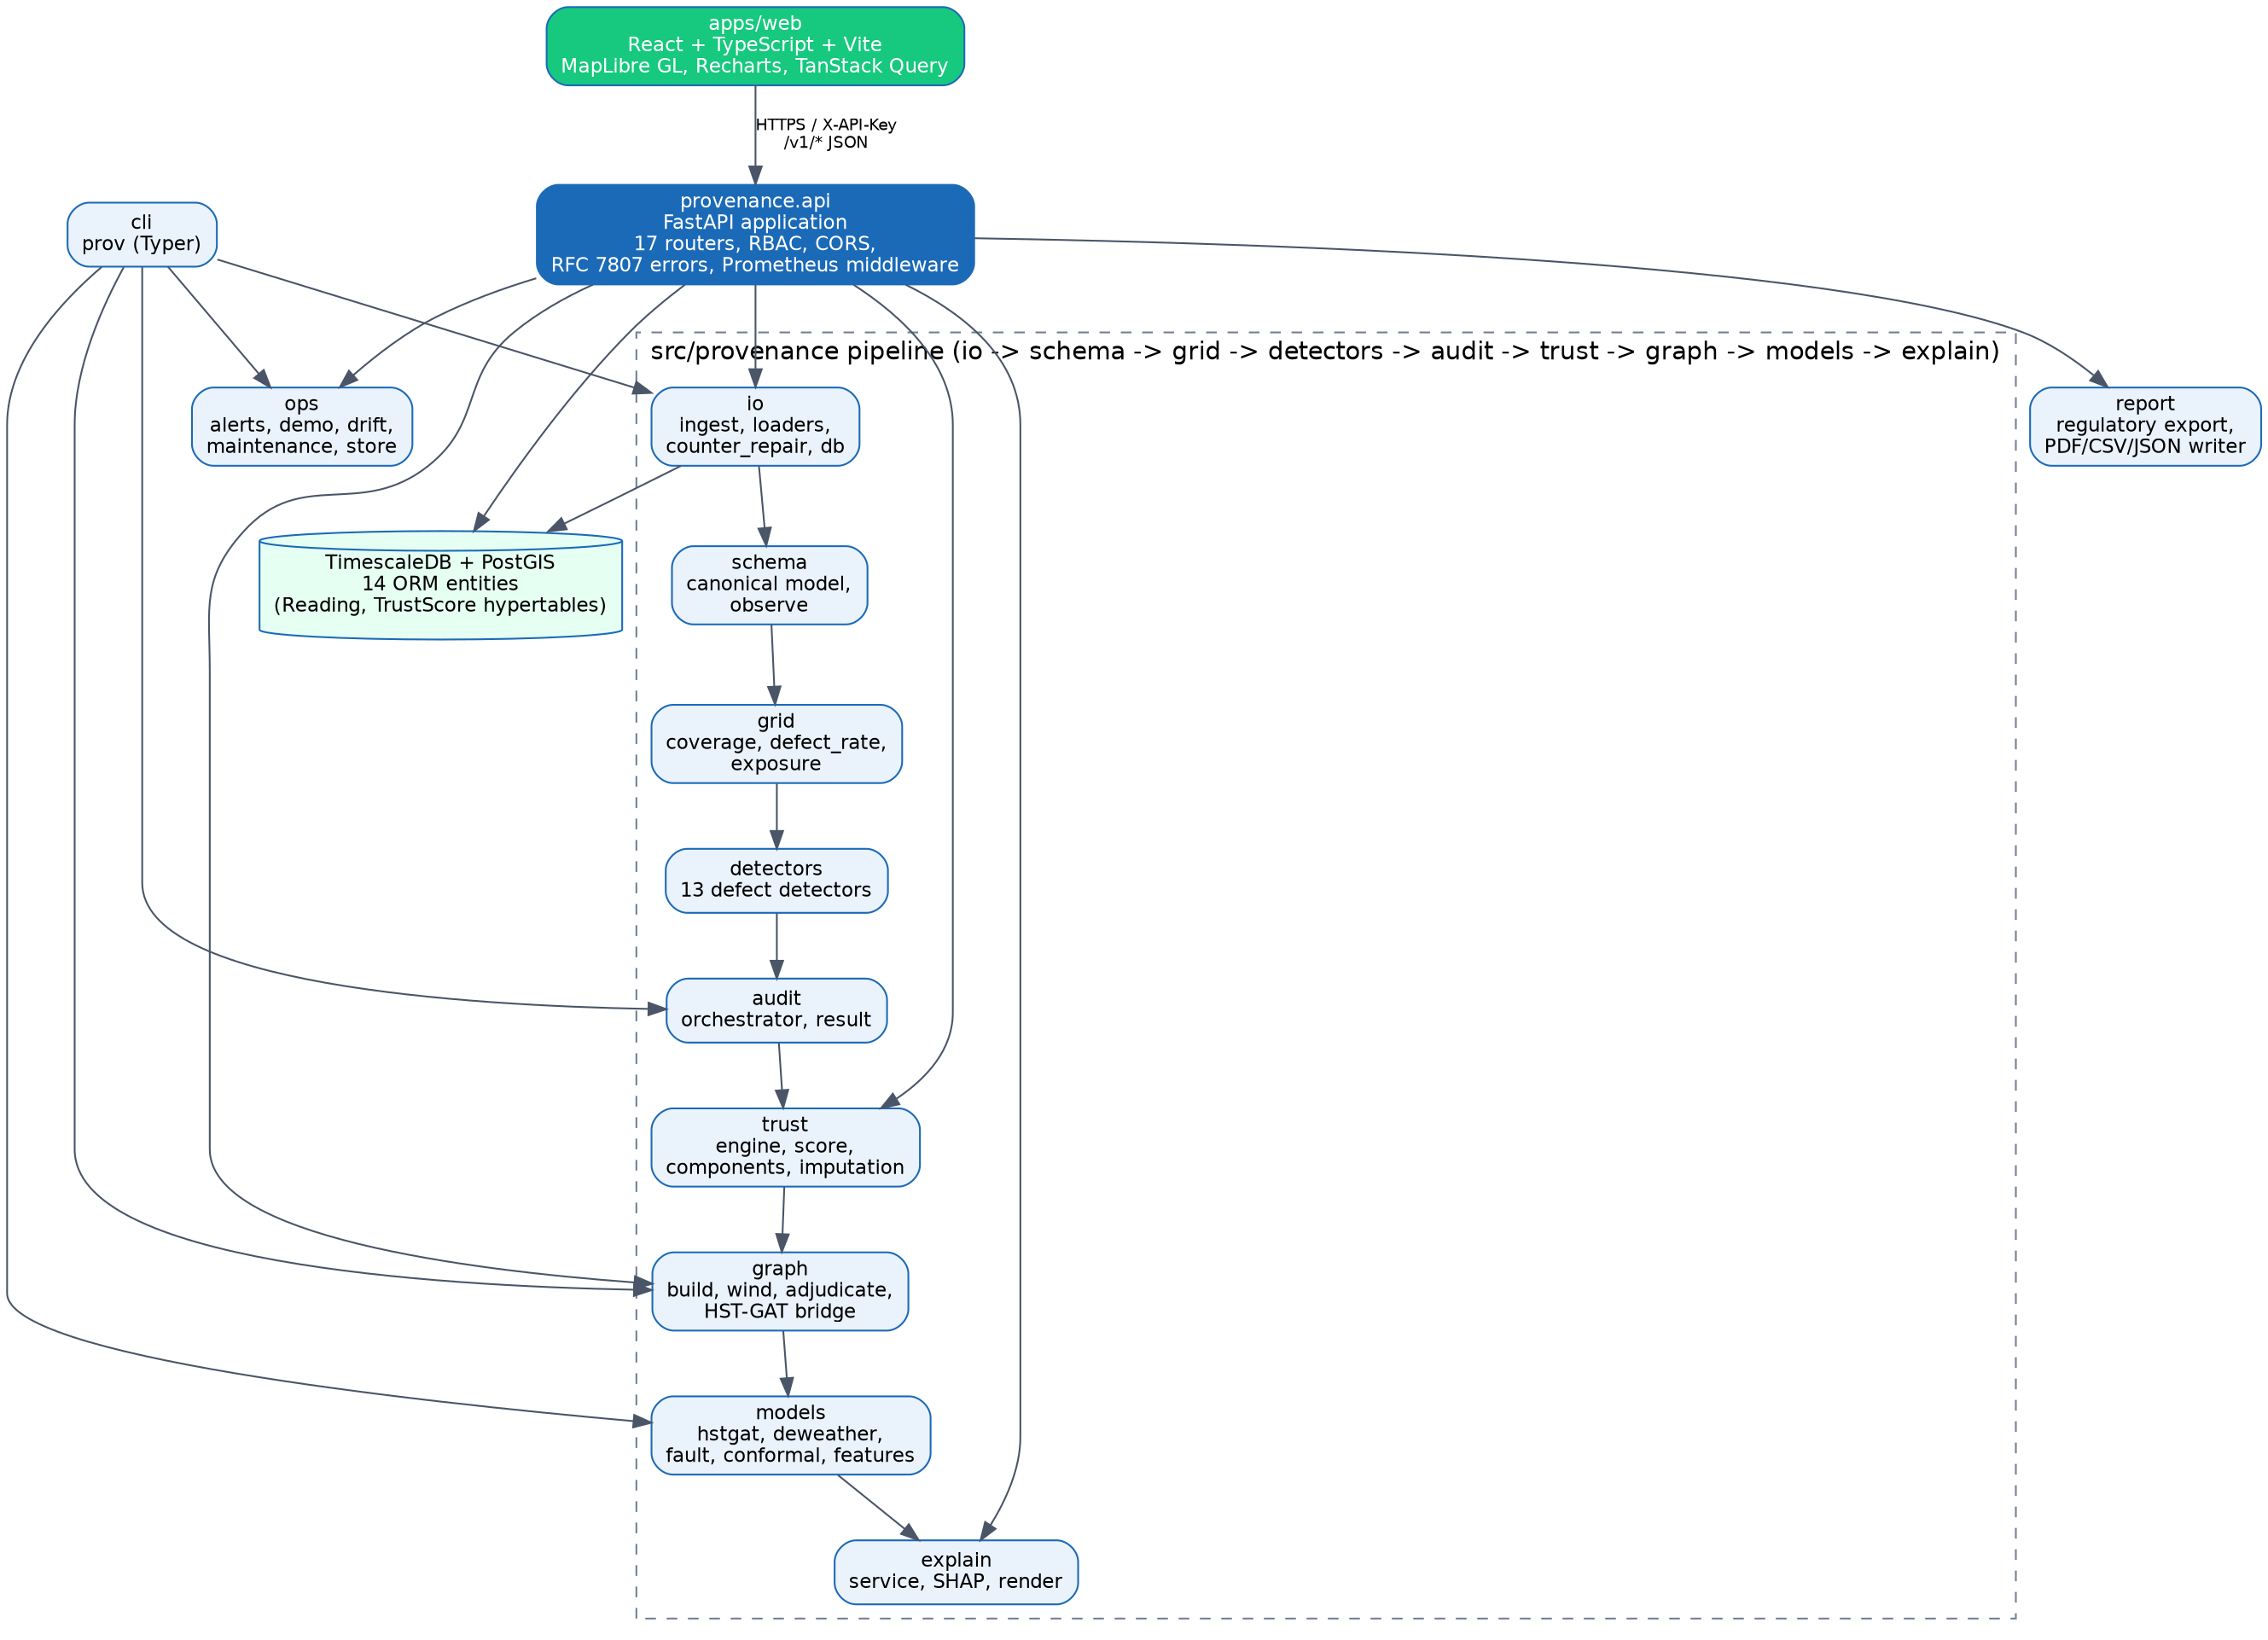 apps/web
React + TypeScript + Vite
MapLibre GL, Recharts, TanStack Query
HTTPS / X-API-Key
/v1/* JSON
cli
prov (Typer)
provenance.api
FastAPI application
17 routers, RBAC, CORS,
RFC 7807 errors, Prometheus middleware
src/provenance pipeline (io -> schema -> grid -> detectors -> audit -> trust -> graph -> models -> explain)
ops
alerts, demo, drift,
maintenance, store
io
ingest, loaders,
counter_repair, db
report
regulatory export,
PDF/CSV/JSON writer
TimescaleDB + PostGIS
14 ORM entities
(Reading, TrustScore hypertables)
schema
canonical model,
observe
grid
coverage, defect_rate,
exposure
detectors
13 defect detectors
audit
orchestrator, result
trust
engine, score,
components, imputation
graph
build, wind, adjudicate,
HST-GAT bridge
models
hstgat, deweather,
fault, conformal, features
explain
service, SHAP, render